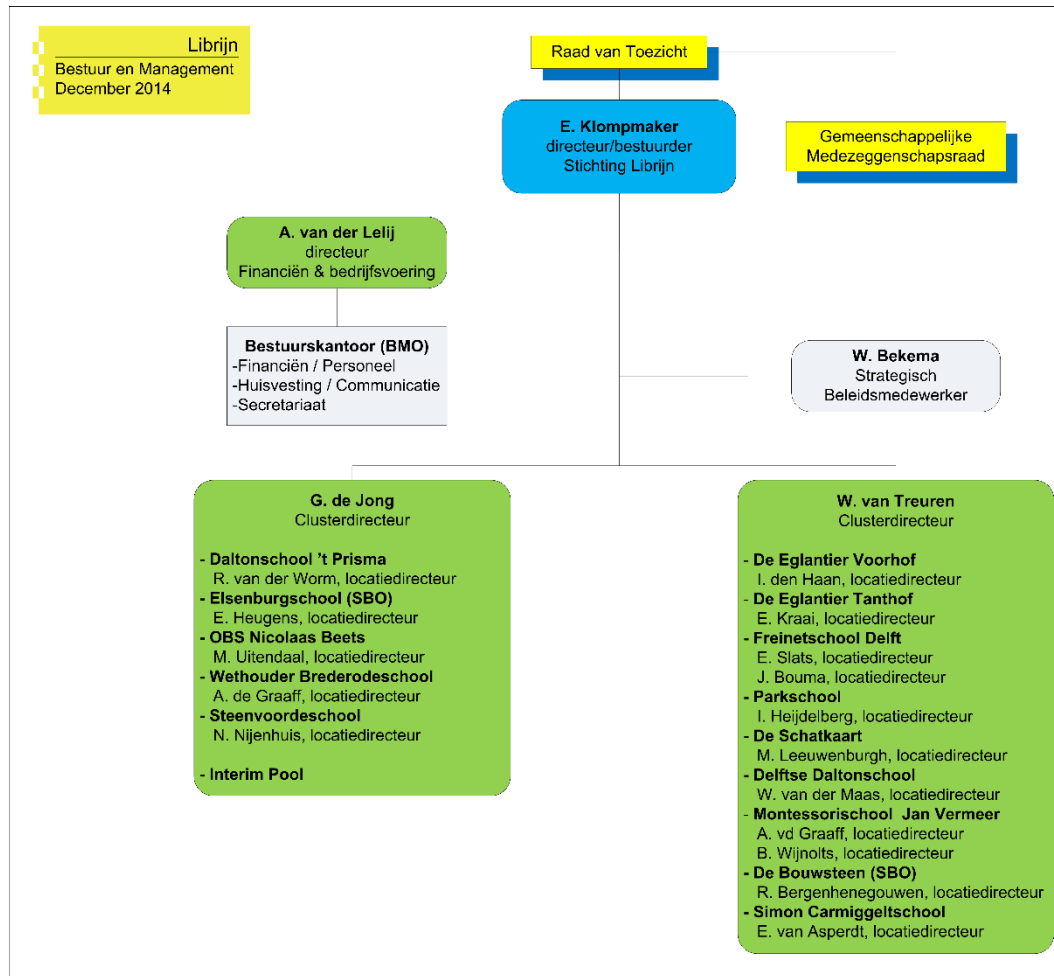 Librijn
Bestuur en Management
December 2014
Raad van Toezicht
E. Klompmaker
directeur/bestuurder
Stichting Librijn
Gemeenschappelijke
Medezeggenschapsraad
A. van der Lelij
directeur
Financiën & bedrijfsvoering
Bestuurskantoor (BMO)
-Financiën / Personeel
-Huisvesting / Communicatie
-Secretariaat
W. Bekema
Strategisch
Beleidsmedewerker
G. de Jong
Clusterdirecteur
- Daltonschool ’t Prisma
R. van der Worm, locatiedirecteur
- Elsenburgschool (SBO)
E. Heugens, locatiedirecteur
- OBS Nicolaas Beets
M. Uitendaal, locatiedirecteur
- Wethouder Brederodeschool
A. de Graaff, locatiedirecteur
- Steenvoordeschool
N. Nijenhuis, locatiedirecteur
- Interim Pool
W. van Treuren
Clusterdirecteur
- De Eglantier Voorhof
I. den Haan, locatiedirecteur
- De Eglantier Tanthof
E. Kraai, locatiedirecteur
- Freinetschool Delft
E. Slats, locatiedirecteur
J. Bouma, locatiedirecteur
- Parkschool
I. Heijdelberg, locatiedirecteur
- De Schatkaart
M. Leeuwenburgh, locatiedirecteur
- Delftse Daltonschool
W. van der Maas, locatiedirecteur
- Montessorischool Jan Vermeer
A. vd Graaff, locatiedirecteur
B. Wijnolts, locatiedirecteur
- De Bouwsteen (SBO)
R. Bergenhenegouwen, locatiedirecteur
- Simon Carmiggeltschool
E. van Asperdt, locatiedirecteur